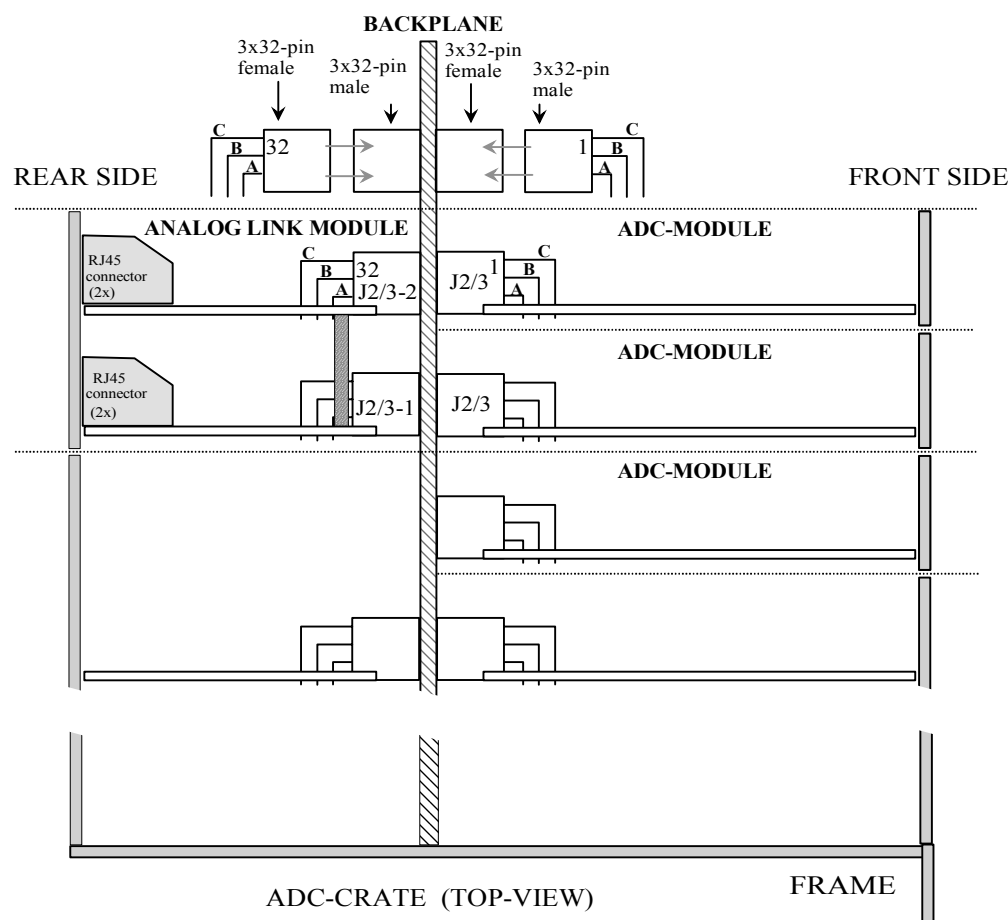 BACKPLANE
3x32-pin
female
3x32-pin
male
3x32-pin
female
3x32-pin
male
C
B
A
32
1
C
B
A
REAR SIDE
FRONT SIDE
ANALOG LINK MODULE
ADC-MODULE
RJ45
connector
(2x)
C
B
A
32
J2/3-2
J2/3
1
C
B
A
ADC-MODULE
RJ45
connector
(2x)
J2/3-1
J2/3
ADC-MODULE
ADC-CRATE (TOP-VIEW)
FRAME